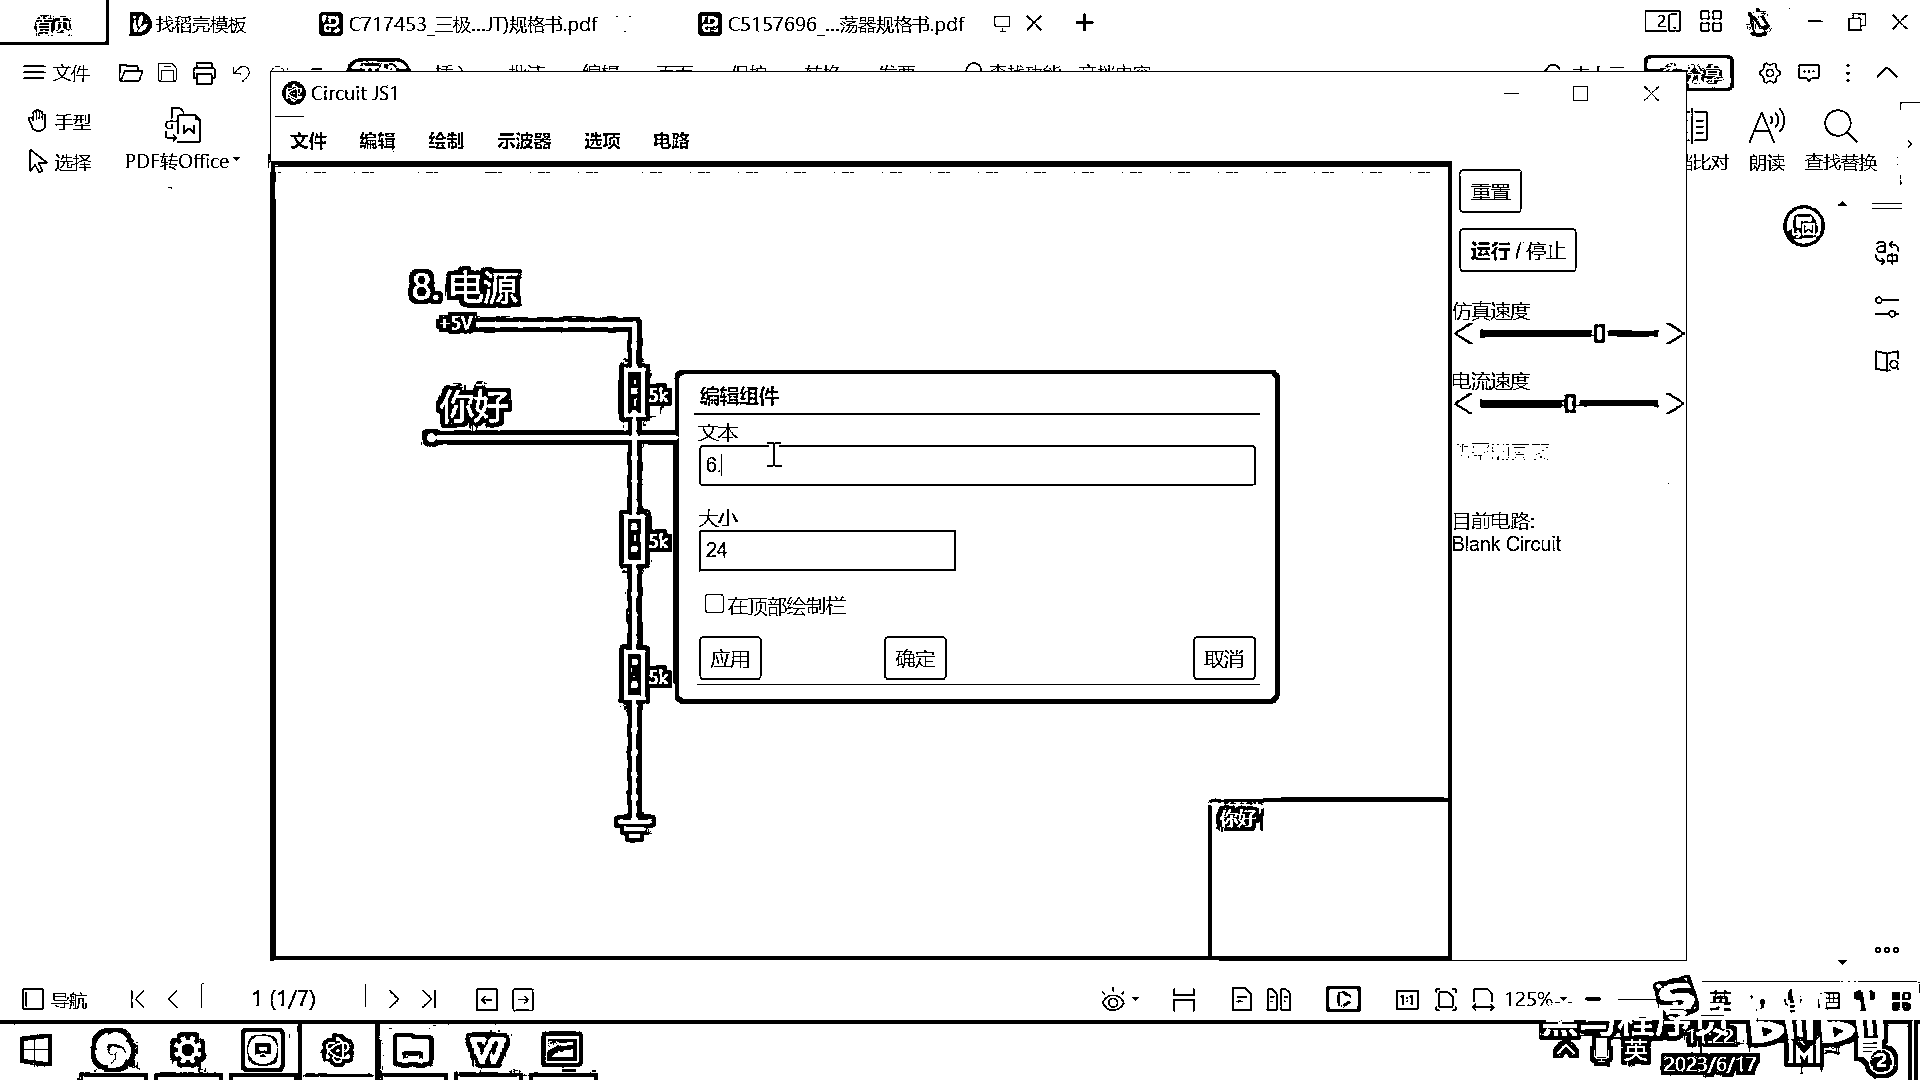 首页 找稻壳模板 C717453_三极...JT)规格书.pdf C5157696_...荡器规格书.pdf
文件
Circuit JS1
手型
选择
PDF转Office
文件 编辑 绘制 示波器 选项 电路
比对 朗读 查找替换
重置
运行 / 停止
仿真速度
电流速度
目前电路:
Blank Circuit
8. 电源
+5V
5k
你好
5k
5k
编辑组件
文本
6.
大小
24
在顶部绘制栏
应用 确定 取消
你好
导航 1 (1/7) 1:1 125%
英
英
2023/6/17
2